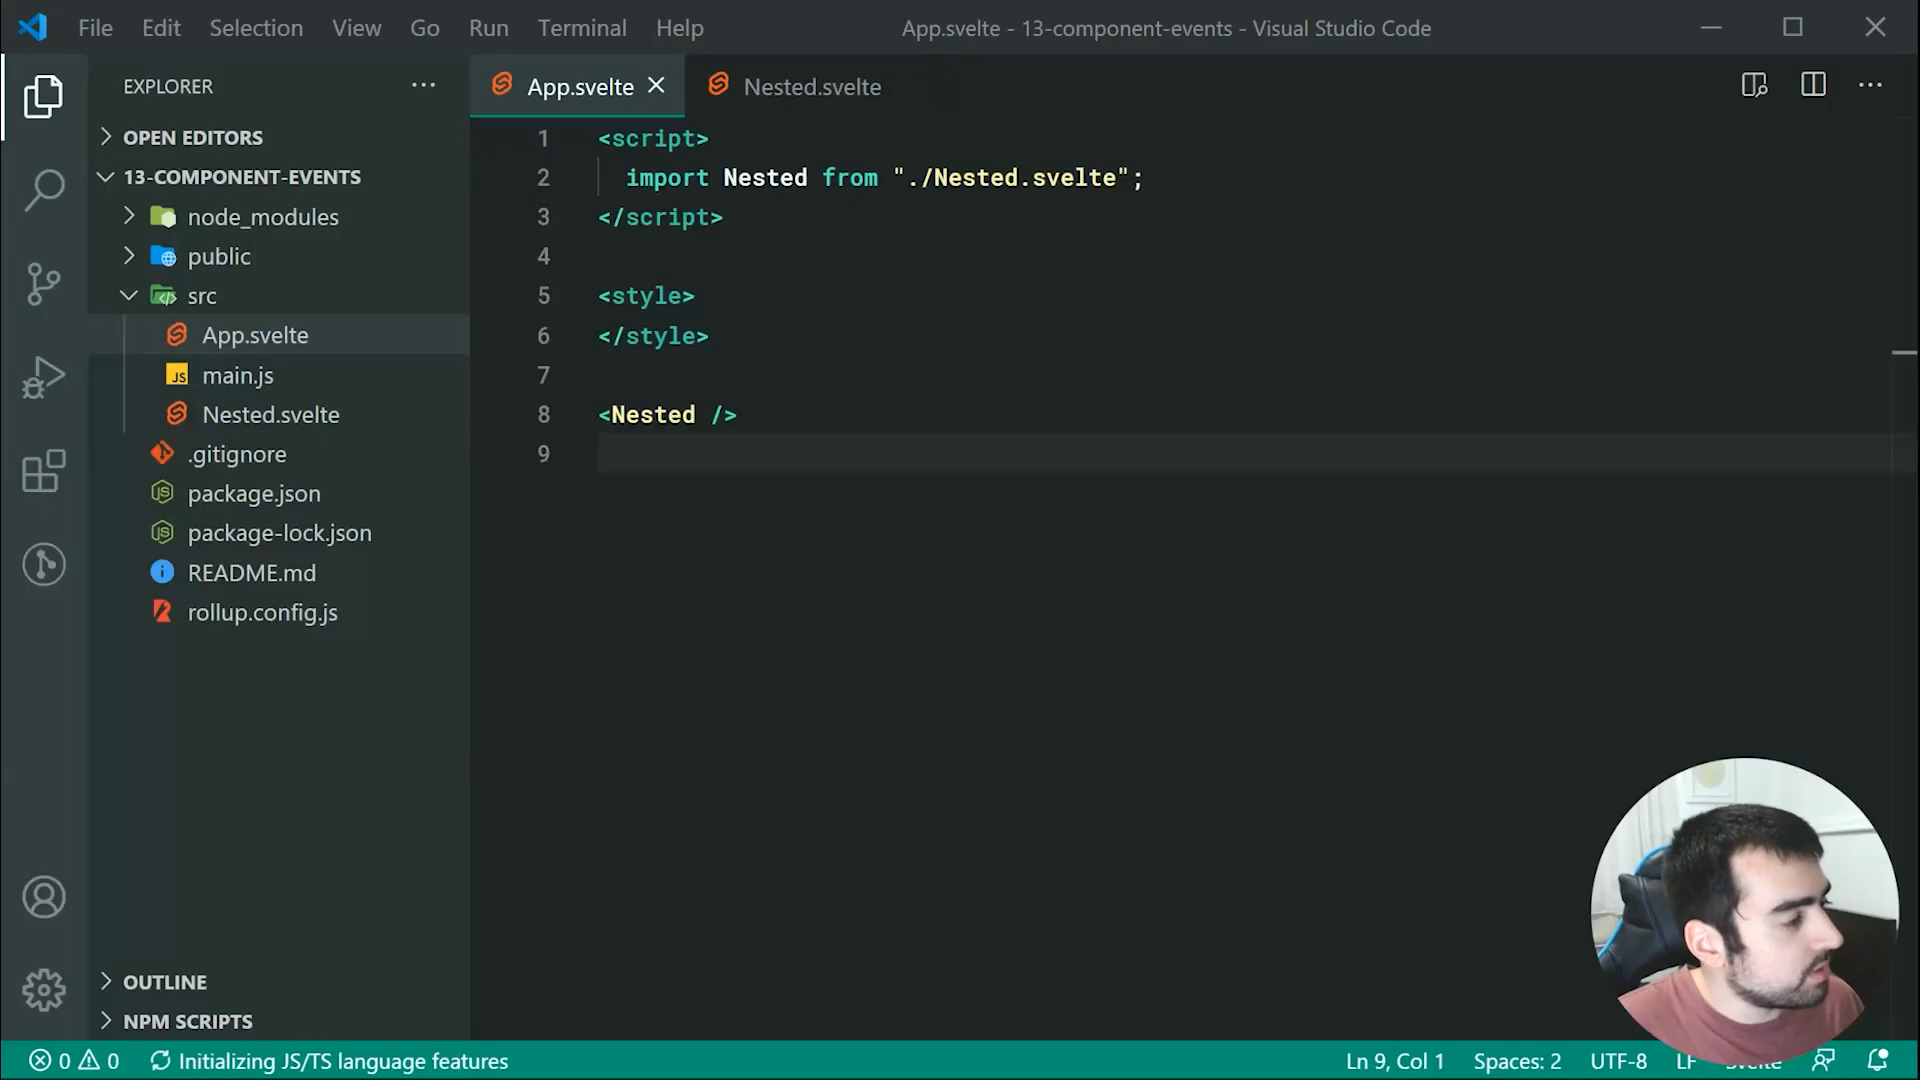 File Edit Selection View Go Run Terminal Help App.svelte - 13-component-events - Visual Studio Code
EXPLORER
OPEN EDITORS
13-COMPONENT-EVENTS
node_modules
public
src
App.svelte
JS main.js
Nested.svelte
.gitignore
package.json
package-lock.json
README.md
rollup.config.js
OUTLINE
NPM SCRIPTS
App.svelte Nested.svelte
1 <script>
2 import Nested from "./Nested.svelte";
3 </script>
4
5 <style>
6 </style>
7
8 <Nested />
9
0 0 Initializing JS/TS language features Ln 9, Col 1 Spaces: 2 UTF-8 LF Svelte